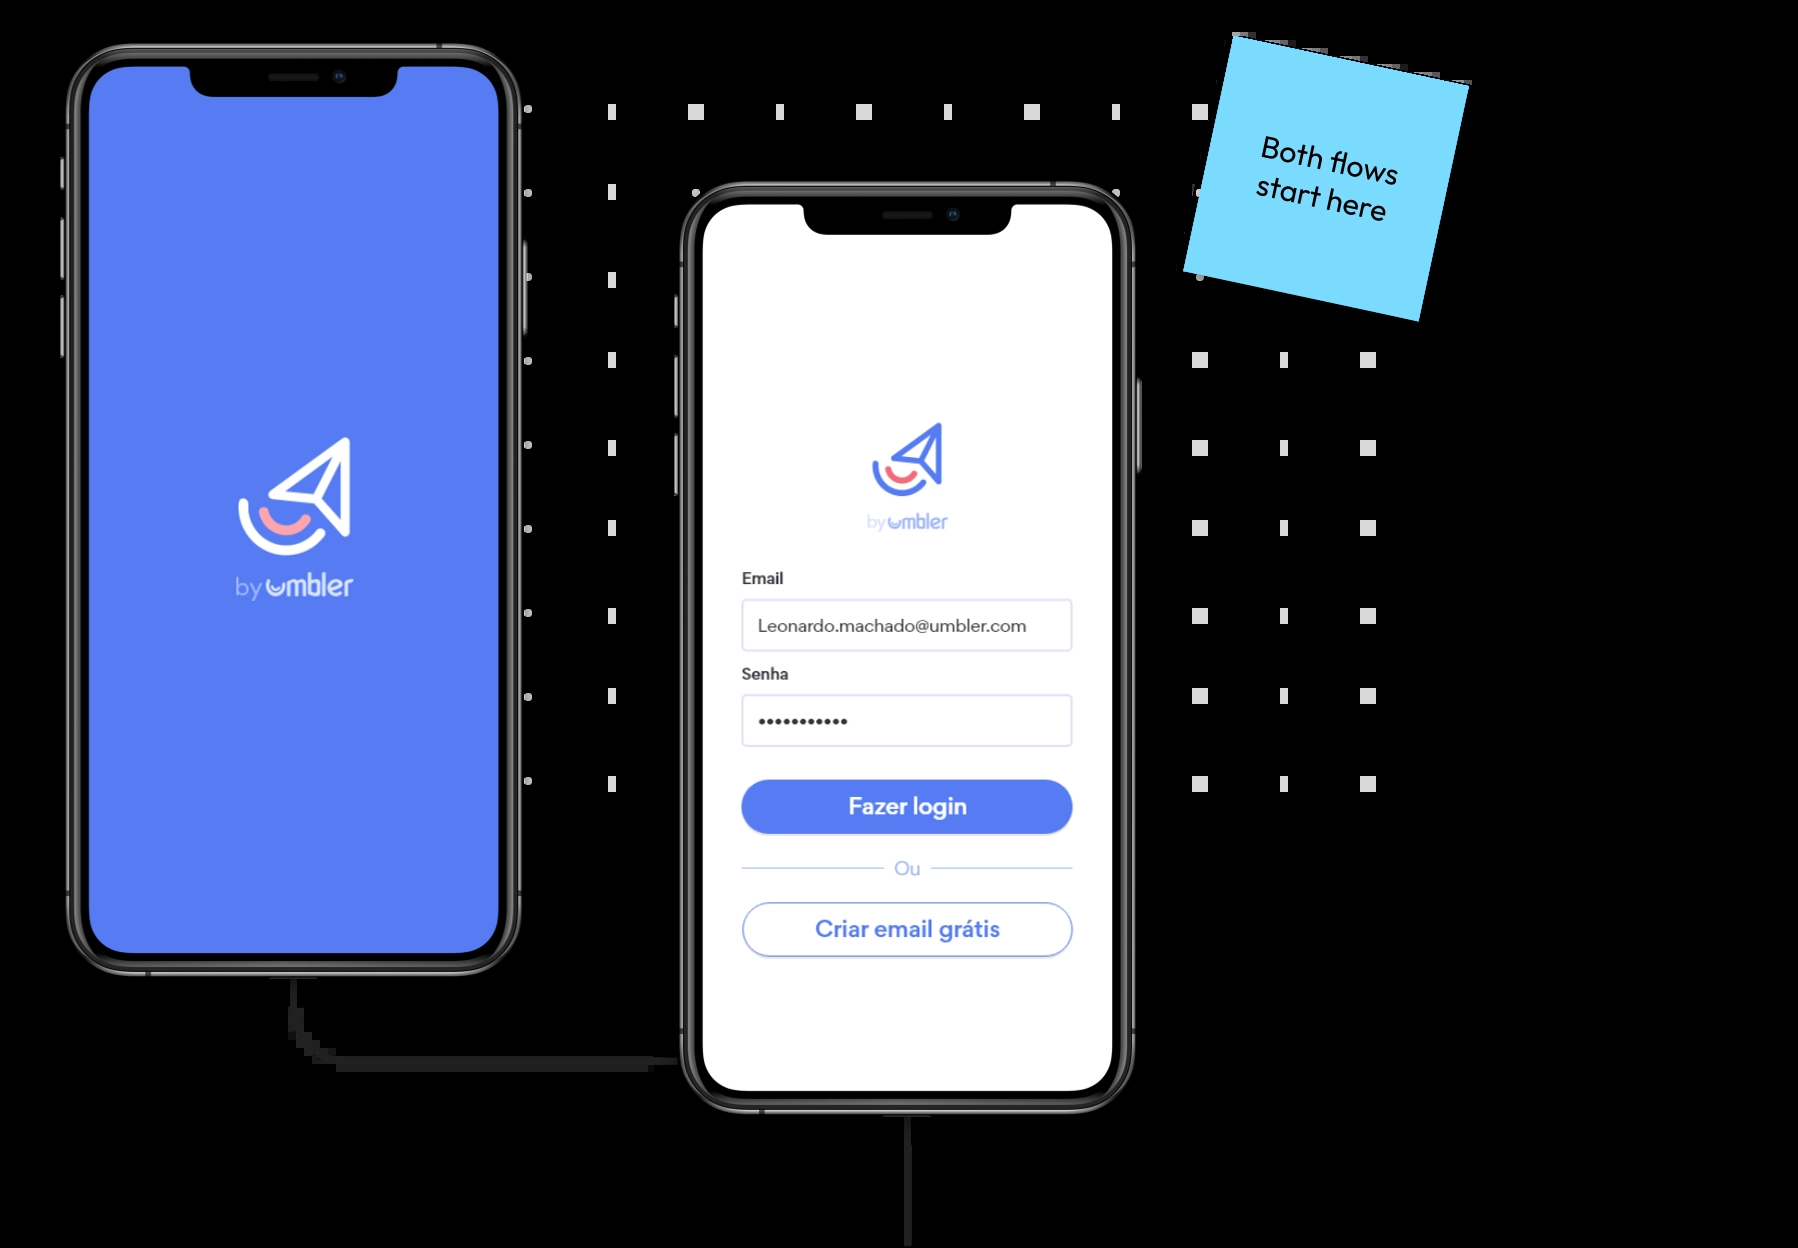 by umbler
by umbler
Email
Leonardo.machado@umbler.com
Senha
•••••••••••
Fazer login
Ou
Criar email grátis
Both flows
start here